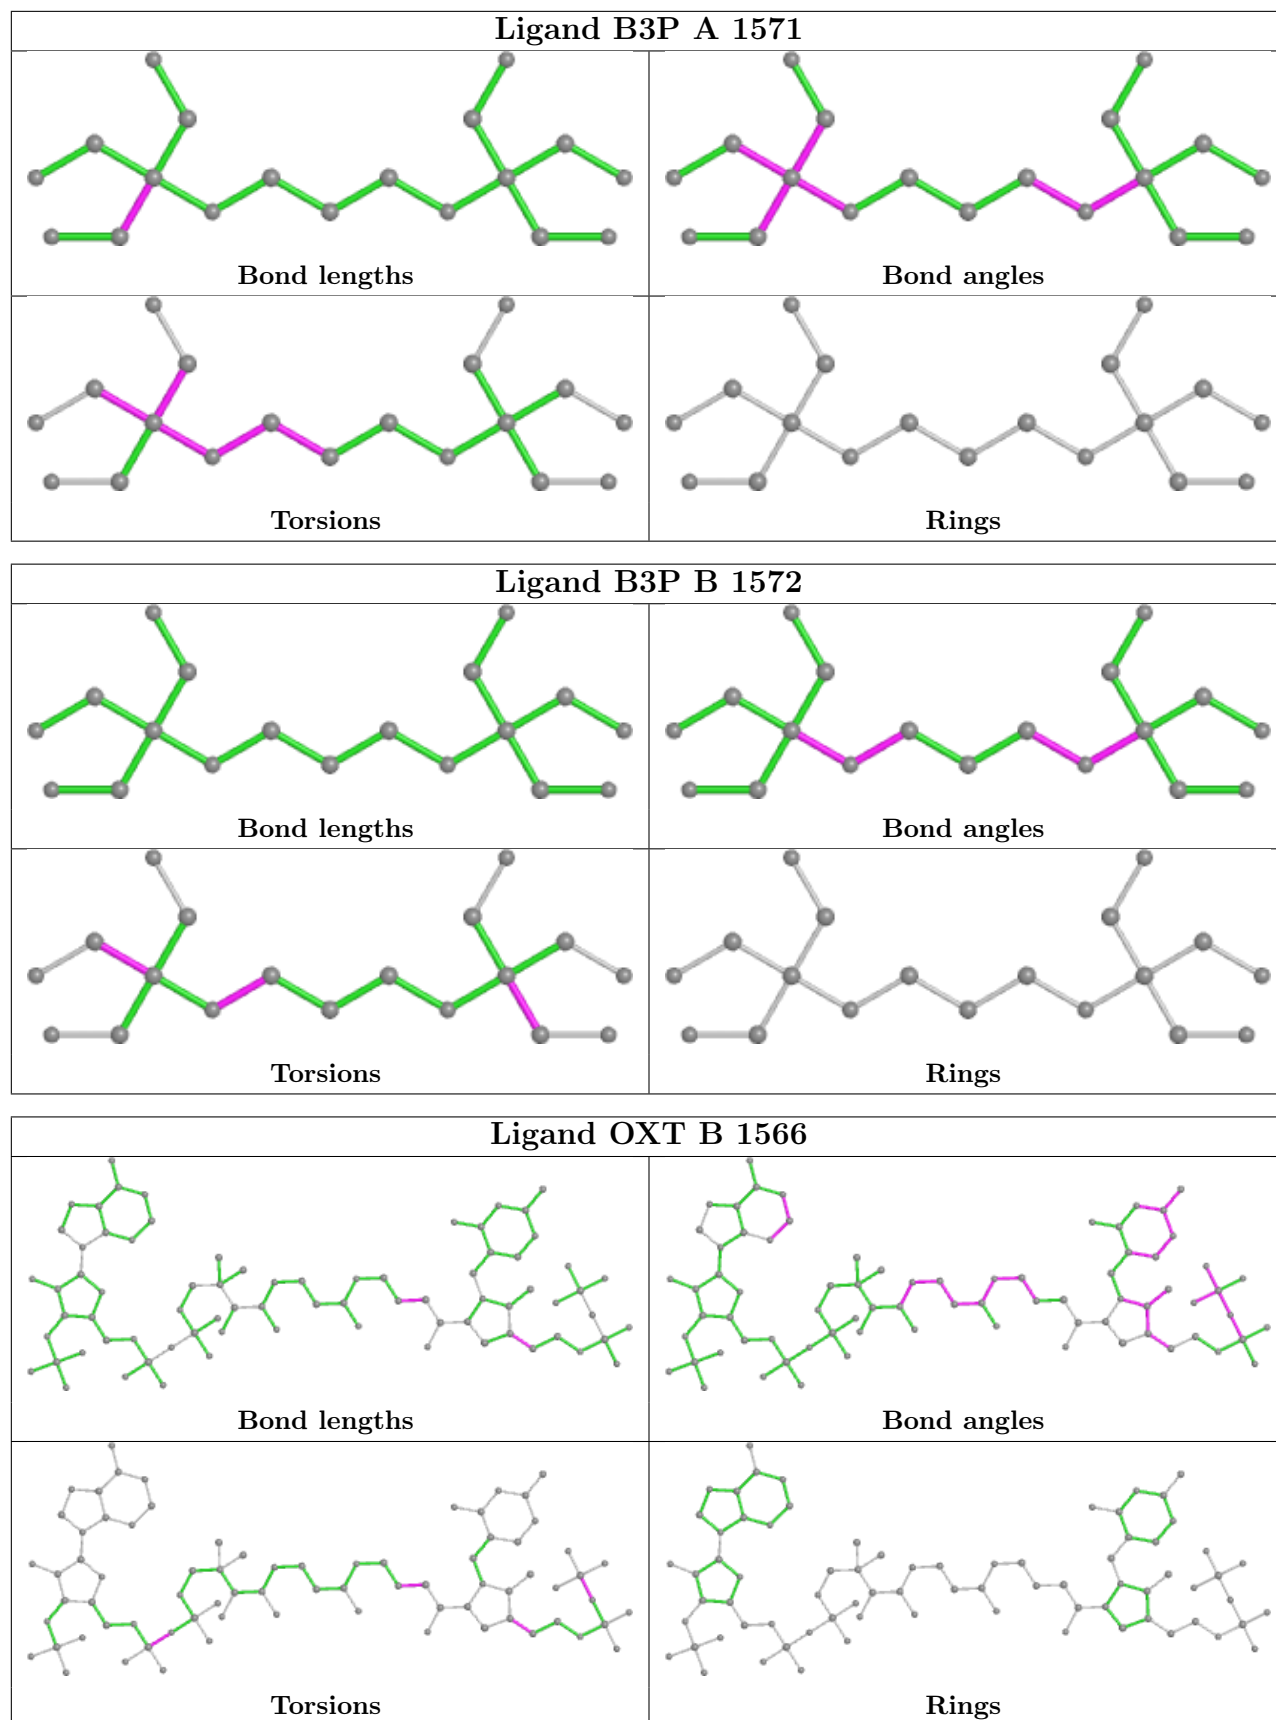 Ligand B3P A 1571
Bond lengths
Bond angles
Torsions
Rings
Ligand B3P B 1572
Bond lengths
Bond angles
Torsions
Rings
Ligand OXT B 1566
Bond lengths
Bond angles
Torsions
Rings